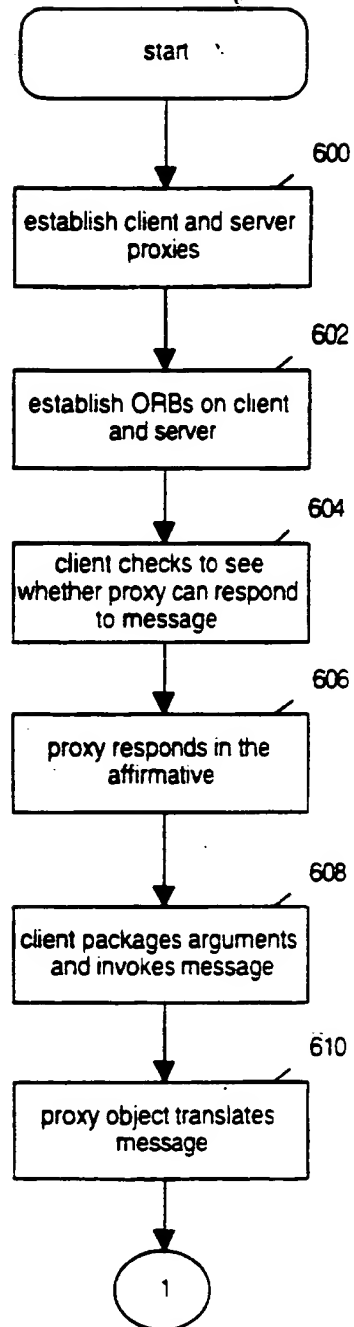 start
600
establish client and server
proxies
602
establish ORBs on client
and server
604
client checks to see
whether proxy can respond
to message
606
proxy responds in the
affirmative
608
client packages arguments
and invokes message
610
proxy object translates
message
1